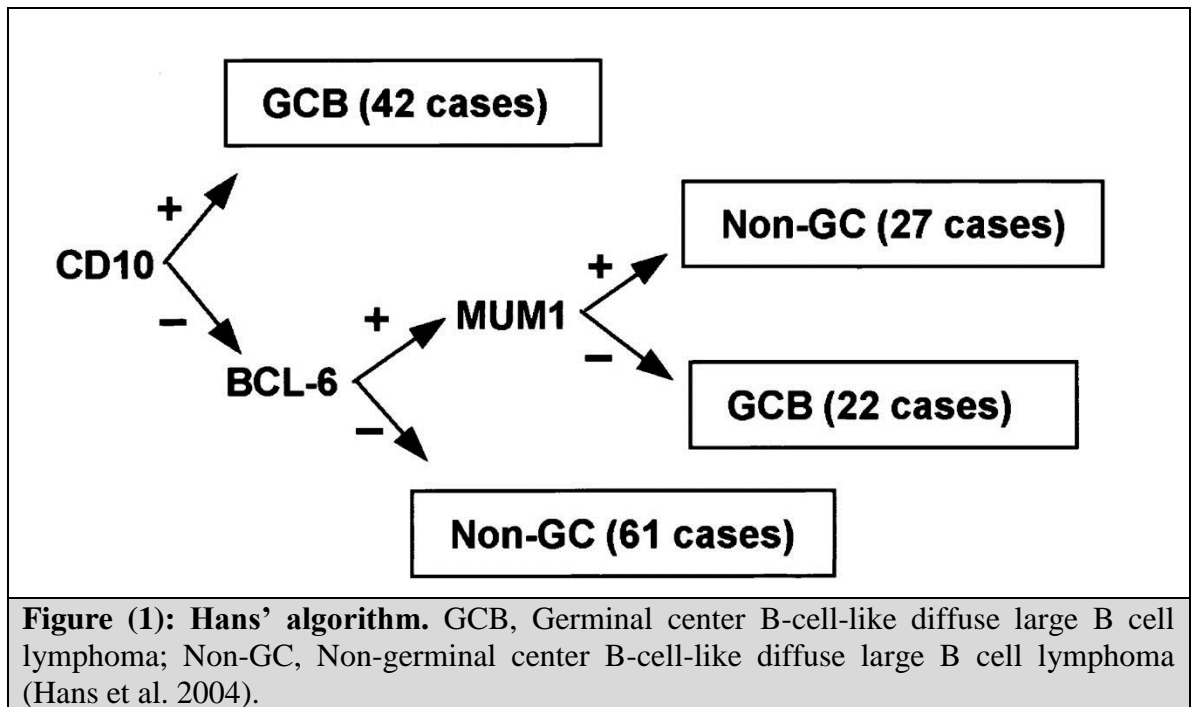 GCB (42 cases)
+
Non-GC (27 cases)
CD10
+
+
MUM1
−
−
BCL-6
GCB (22 cases)
−
Non-GC (61 cases)
Figure (1): Hans’ algorithm. GCB, Germinal center B-cell-like diffuse large B cell
lymphoma; Non-GC, Non-germinal center B-cell-like diffuse large B cell lymphoma
(Hans et al. 2004).